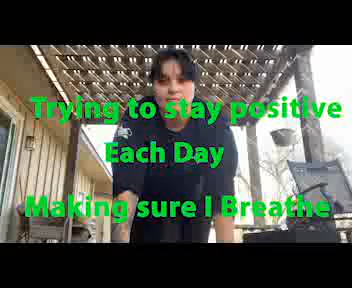 Trying to stay positive
Each Day
Making sure I Breathe